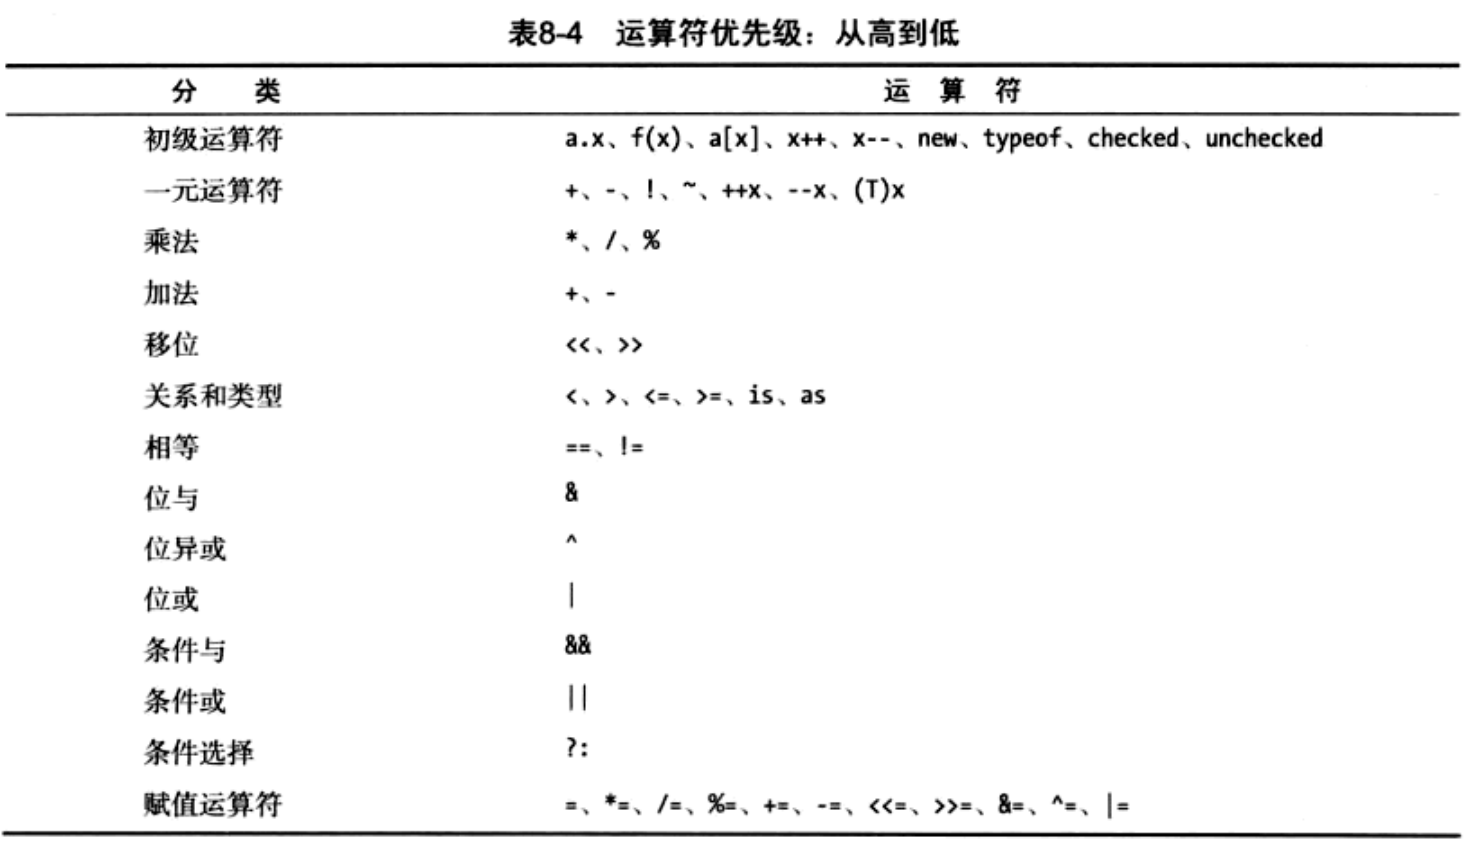 表8-4 运算符优先级：从高到低
分 类 运 算 符
初级运算符 a.x、f(x)、a[x]、x++、x--、new、typeof、checked、unchecked
一元运算符 +、-、!、~、++x、--x、(T)x
乘法 *、/、%
加法 +、-
移位 <<、>>
关系和类型 <、>、<=、>=、is、as
相等 ==、!=
位与 &
位异或 ^
位或 |
条件与 &&
条件或 ||
条件选择 ?:
赋值运算符 =、*=、/=、%=、+=、-=、<<=、>>=、&=、^=、|=